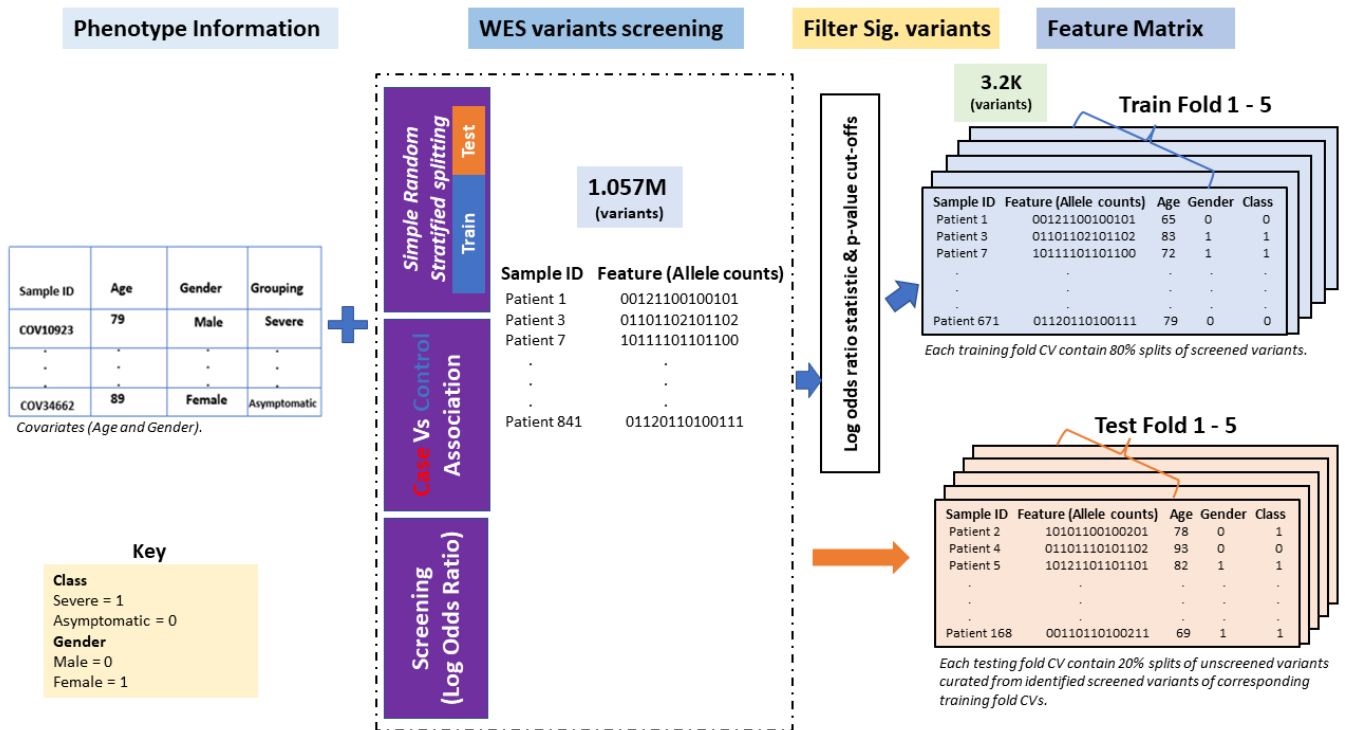 Phenotype Information
WES variants screening
Filter Sig. variants
Feature Matrix
Sample ID Age Gender Grouping
COV10923 79 Male Severe
. . . .
. . . .
. . . .
COV34662 89 Female Asymptomatic
Covariates (Age and Gender).
Key
Class
Severe = 1
Asymptomatic = 0
Gender
Male = 0
Female = 1
Simple Random
Stratified splitting
Train
Test
Case Vs Control
Association
Screening
(Log Odds Ratio)
1.057M
(variants)
Sample ID Feature (Allele counts)
Patient 1 00121100100101
Patient 3 01101102101102
Patient 7 10111101101100
. .
. .
. .
Patient 841 01120110100111
Log odds ratio statistic & p-value cut-offs
3.2K
(variants)
Train Fold 1 - 5
Sample ID Feature (Allele counts) Age Gender Class
Patient 1 00121100100101 65 0 0
Patient 3 01101102101102 83 1 1
Patient 7 10111101101100 72 1 1
. . . . .
. . . . .
. . . . .
Patient 671 01120110100111 79 0 0
Each training fold CV contain 80% splits of screened variants.
Test Fold 1 - 5
Sample ID Feature (Allele counts) Age Gender Class
Patient 2 10101100100201 78 0 1
Patient 4 01101110101102 93 0 0
Patient 5 10121101101101 82 1 1
. . . . .
. . . . .
. . . . .
Patient 168 00110110100211 69 1 1
Each testing fold CV contain 20% splits of unscreened variants
curated from identified screened variants of corresponding
training fold CVs.